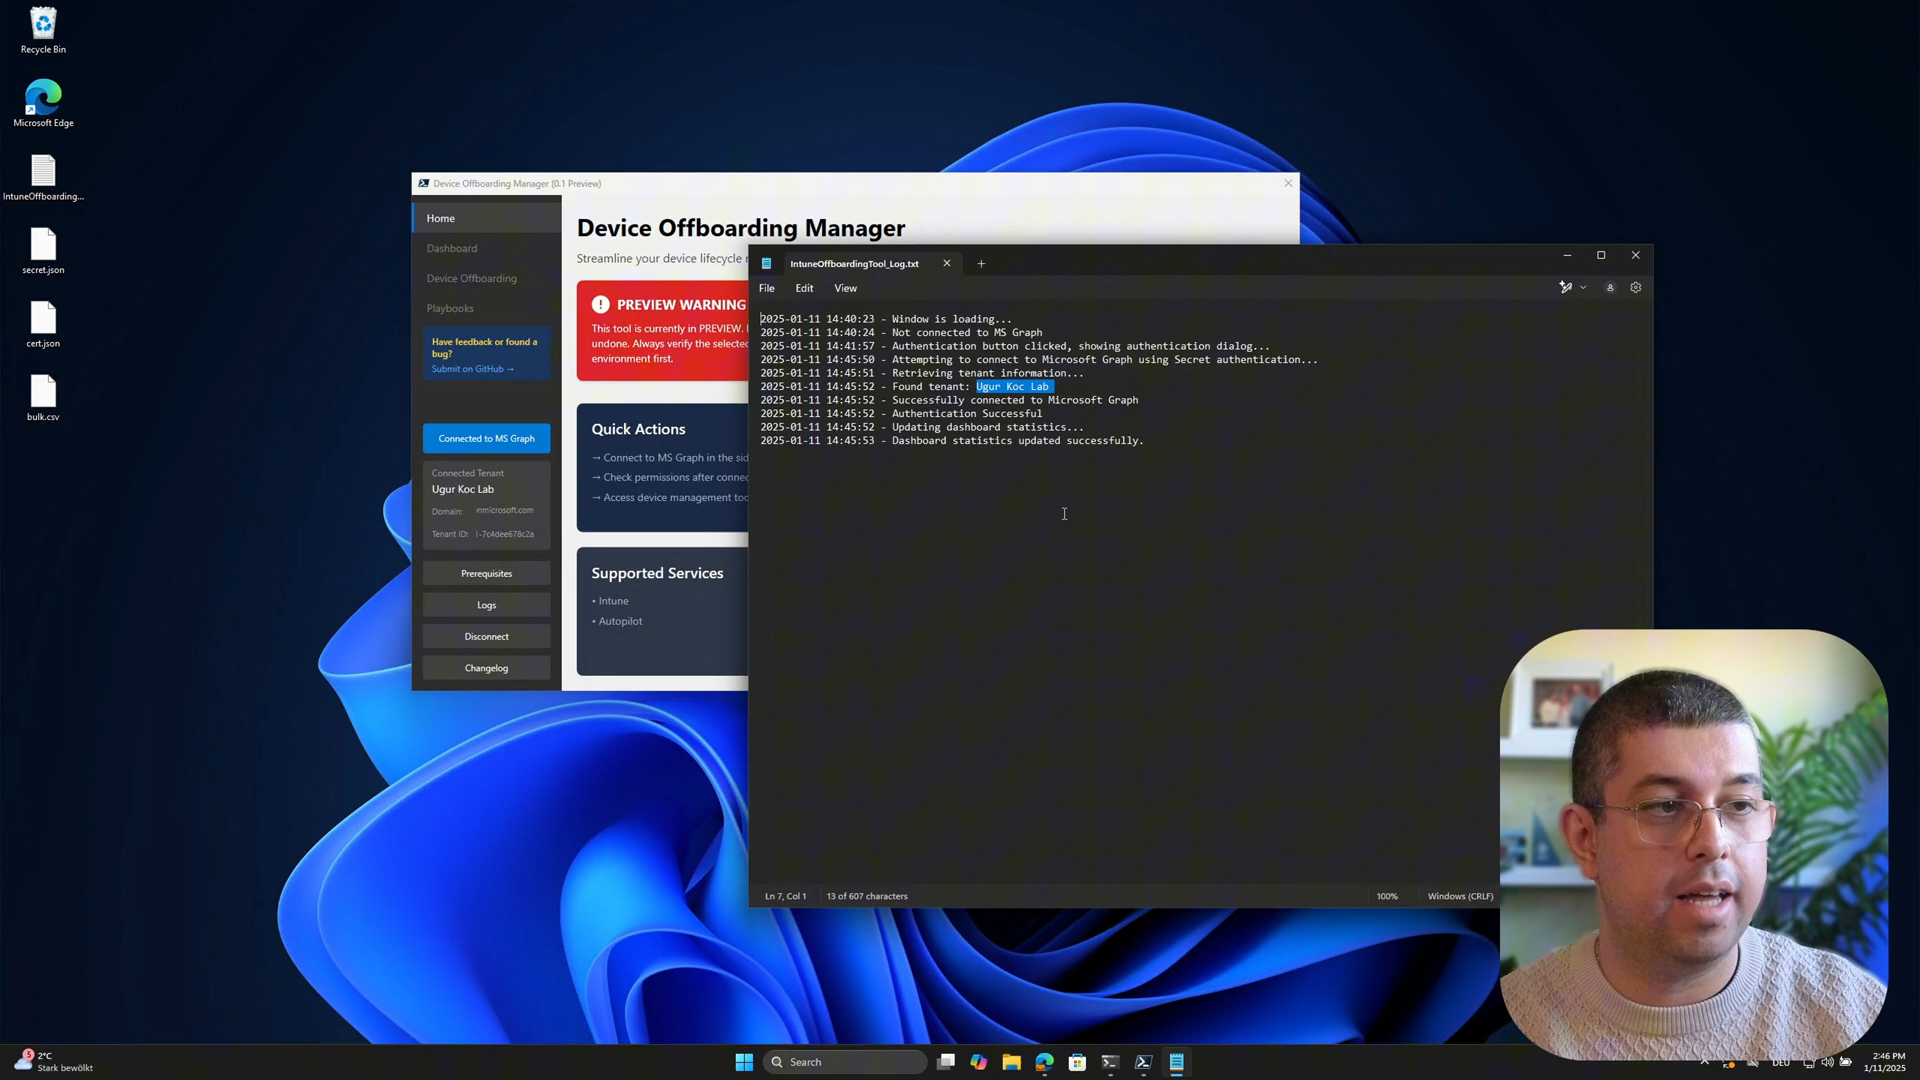 Recycle Bin
Microsoft Edge
IntuneOffboarding...
secret.json
cert.json
bulk.csv
Device Offboarding Manager (0.1 Preview)
Home
Dashboard
Device Offboarding
Playbooks
Have feedback or found a
bug?
Submit on GitHub →
Connected to MS Graph
Connected Tenant
Ugur Koc Lab
Domain: nmicrosoft.com
Tenant ID: -7c4dee678c2a
Prerequisites
Logs
Disconnect
Changelog
Device Offboarding Manager
Streamline your device lifecycle
! PREVIEW WARNING
This tool is currently in PREVIEW.
undone. Always verify the selected
environment first.
Quick Actions
→ Connect to MS Graph in the sid
→ Check permissions after connec
→ Access device management too
Supported Services
• Intune
• Autopilot
IntuneOffboardingTool_Log.txt
File Edit View
2025-01-11 14:40:23 - Window is loading...
2025-01-11 14:40:24 - Not connected to MS Graph
2025-01-11 14:41:57 - Authentication button clicked, showing authentication dialog...
2025-01-11 14:45:50 - Attempting to connect to Microsoft Graph using Secret authentication...
2025-01-11 14:45:51 - Retrieving tenant information...
2025-01-11 14:45:52 - Found tenant: Ugur Koc Lab
2025-01-11 14:45:52 - Successfully connected to Microsoft Graph
2025-01-11 14:45:52 - Authentication Successful
2025-01-11 14:45:52 - Updating dashboard statistics...
2025-01-11 14:45:53 - Dashboard statistics updated successfully.
Ln 7, Col 1 13 of 607 characters 100% Windows (CRLF)
5
2°C
Stark bewölkt
Search
DEU
2:46 PM
1/11/2025